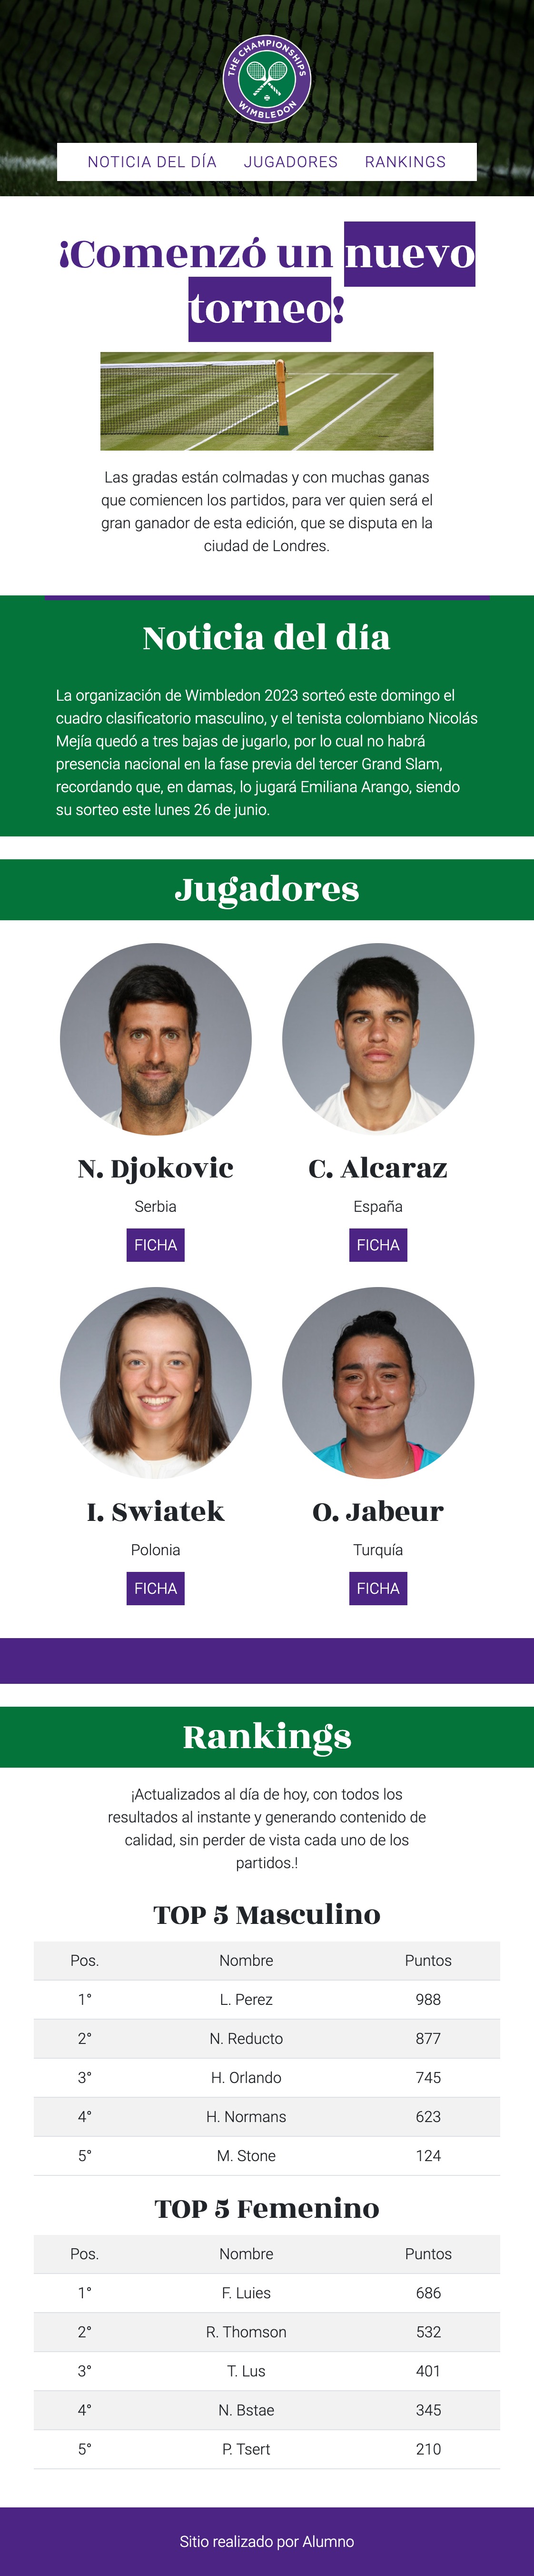 THE CHAMPIONSHIPS
WIMBLEDON
NOTICIA DEL DÍA JUGADORES RANKINGS
¡Comenzó un nuevo
torneo!
Las gradas están colmadas y con muchas ganas
que comiencen los partidos, para ver quien será el
gran ganador de esta edición, que se disputa en la
ciudad de Londres.
Noticia del día
La organización de Wimbledon 2023 sorteó este domingo el
cuadro clasificatorio masculino, y el tenista colombiano Nicolás
Mejía quedó a tres bajas de jugarlo, por lo cual no habrá
presencia nacional en la fase previa del tercer Grand Slam,
recordando que, en damas, lo jugará Emiliana Arango, siendo
su sorteo este lunes 26 de junio.
Jugadores
N. Djokovic
Serbia
FICHA
C. Alcaraz
España
FICHA
I. Swiatek
Polonia
FICHA
O. Jabeur
Turquía
FICHA
Rankings
¡Actualizados al día de hoy, con todos los
resultados al instante y generando contenido de
calidad, sin perder de vista cada uno de los
partidos.!
TOP 5 Masculino
Pos. Nombre Puntos
1° L. Perez 988
2° N. Reducto 877
3° H. Orlando 745
4° H. Normans 623
5° M. Stone 124
TOP 5 Femenino
Pos. Nombre Puntos
1° F. Luies 686
2° R. Thomson 532
3° T. Lus 401
4° N. Bstae 345
5° P. Tsert 210
Sitio realizado por Alumno